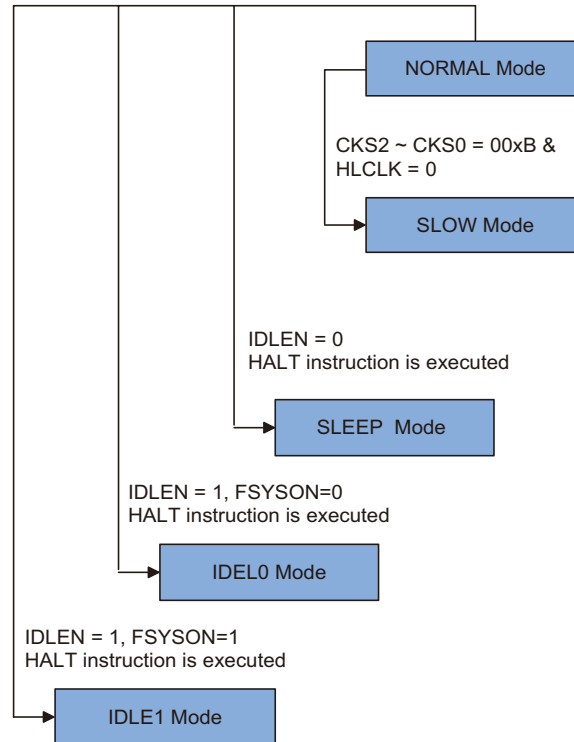 NORMAL Mode
CKS2 ~ CKS0 = 00xB &
HLCLK = 0
SLOW Mode
IDLEN = 0
HALT instruction is executed
SLEEP  Mode
IDLEN = 1, FSYSON=0
HALT instruction is executed
IDEL0 Mode
IDLEN = 1, FSYSON=1
HALT instruction is executed
IDLE1 Mode